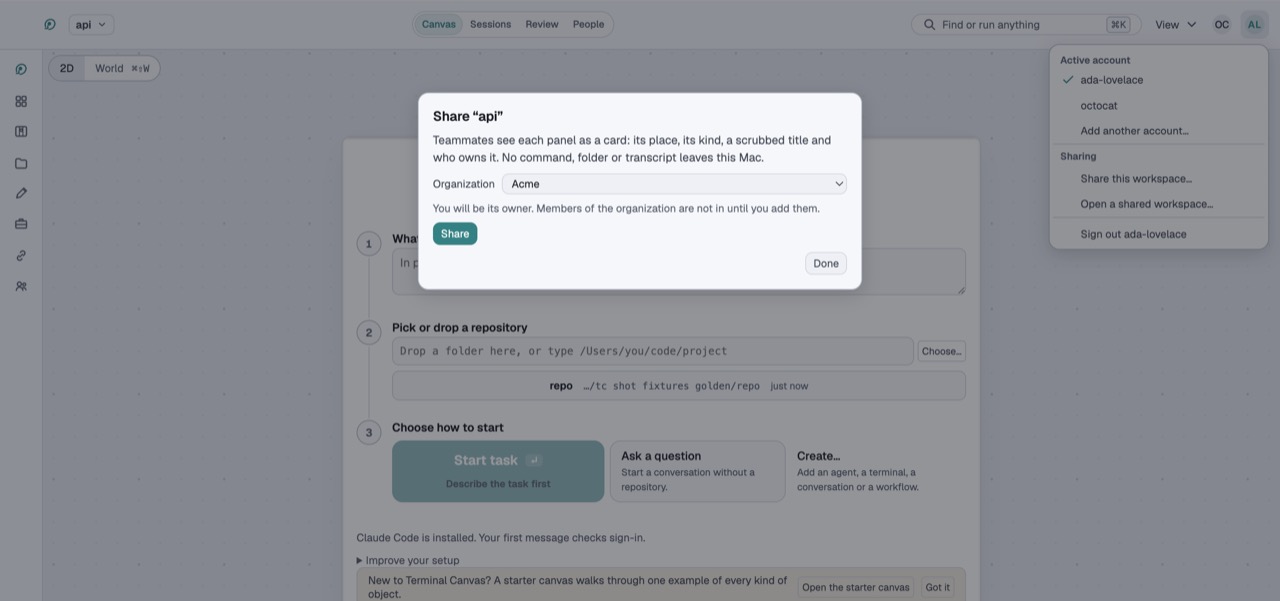 api
Canvas Sessions Review People
Find or run anything ⌘K
View
OC
AL
2D World ⌘⇧W
Active account
ada-lovelace
octocat
Add another account…
Sharing
Share this workspace…
Open a shared workspace…
Sign out ada-lovelace
Share “api”
Teammates see each panel as a card: its place, its kind, a scrubbed title and
who owns it. No command, folder or transcript leaves this Mac.
Organization Acme
You will be its owner. Members of the organization are not in until you add them.
Share
Done
1
2 Pick or drop a repository
Drop a folder here, or type /Users/you/code/project
Choose…
repo …/tc shot fixtures golden/repo just now
3 Choose how to start
Start task ↵
Describe the task first
Ask a question
Start a conversation without a
repository.
Create…
Add an agent, a terminal, a
conversation or a workflow.
Claude Code is installed. Your first message checks sign-in.
Improve your setup
New to Terminal Canvas? A starter canvas walks through one example of every kind of
object.
Open the starter canvas
Got it